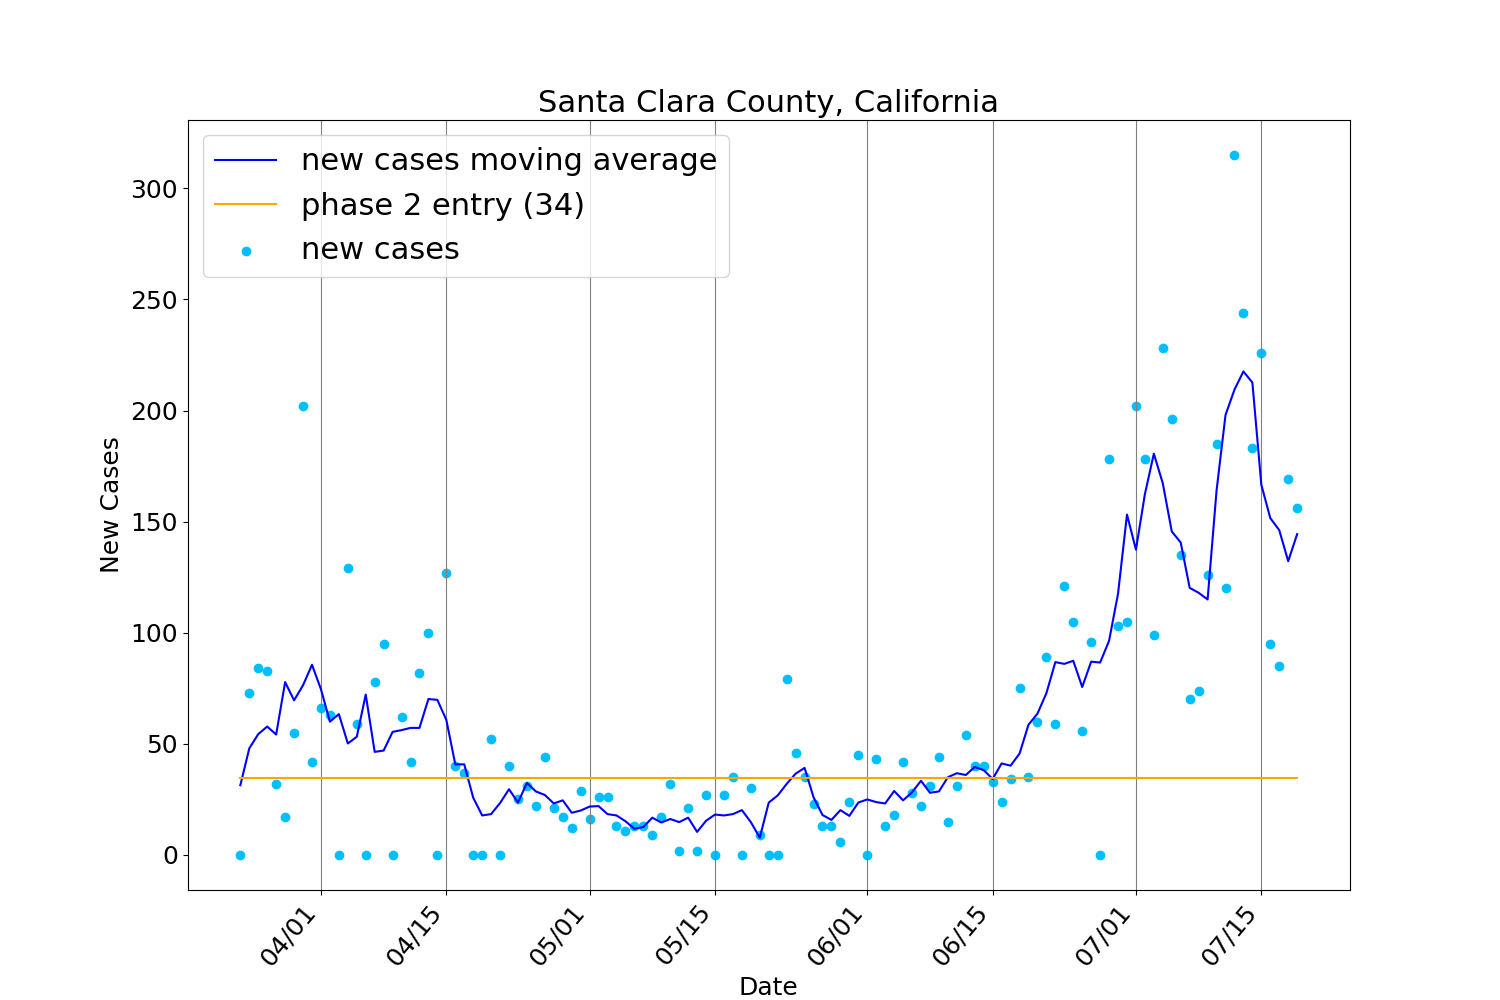 Santa Clara County, California
new cases moving average
phase 2 entry (34)
new cases
New Cases
300
250
200
150
100
50
0
04/01
04/15
05/01
05/15
06/01
06/15
07/01
07/15
Date